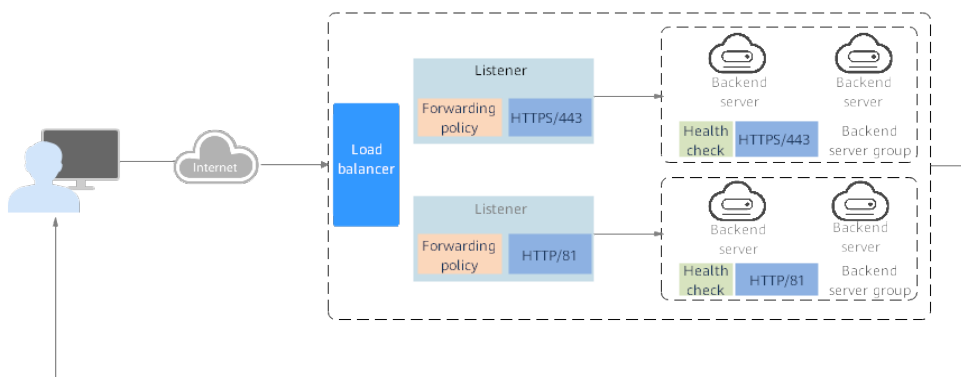 Internet
Load
balancer
Listener
Forwarding
policy
HTTPS/443
Listener
Forwarding
policy
HTTP/81
Backend
server
Backend
server
Health
check
HTTPS/443
Backend
server group
Backend
server
Backend
server
Health
check
HTTP/81
Backend
server group